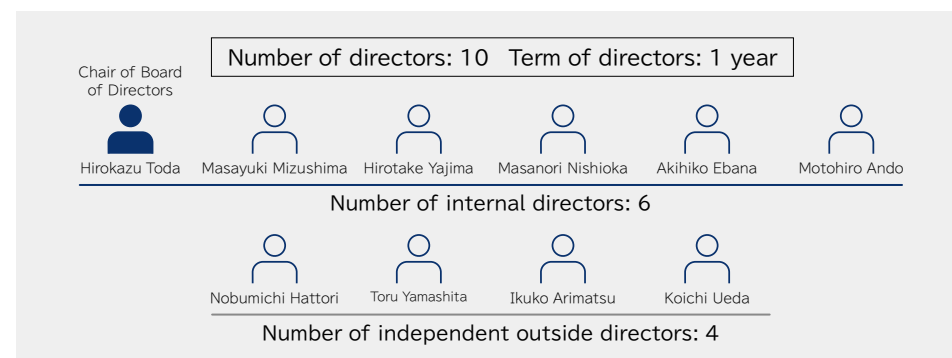 Number of directors: 10 Term of directors: 1 year
Chair of Board
of Directors
Hirokazu Toda
Masayuki Mizushima
Hirotake Yajima
Masanori Nishioka
Akihiko Ebana
Motohiro Ando
Number of internal directors: 6
Nobumichi Hattori
Toru Yamashita
Ikuko Arimatsu
Koichi Ueda
Number of independent outside directors: 4